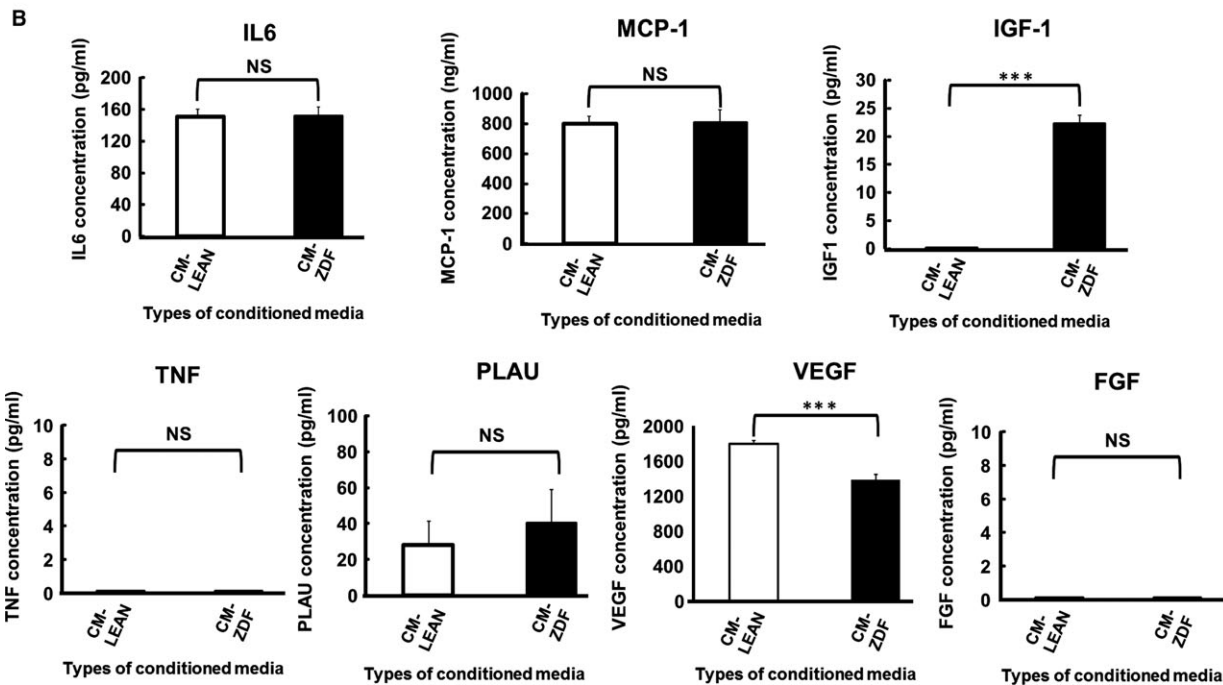 B
IL6
IL6 concentration (pg/ml)
200
160
120
80
40
0
NS
CM-
LEAN
CM-
ZDF
Types of conditioned media
MCP-1
MCP-1 concentration (ng/ml)
1000
800
600
400
200
0
NS
CM-
LEAN
CM-
ZDF
Types of conditioned media
IGF-1
IGF1 concentration (pg/ml)
30
25
20
15
10
5
0
***
CM-
LEAN
CM-
ZDF
Types of conditioned media
TNF
TNF concentration (pg/ml)
10
8
6
4
2
0
NS
CM-
LEAN
CM-
ZDF
Types of conditioned media
PLAU
PLAU concentration (pg/ml)
100
80
60
40
20
0
NS
CM-
LEAN
CM-
ZDF
Types of conditioned media
VEGF
VEGF concentration (pg/ml)
2000
1600
1200
800
400
0
***
CM-
LEAN
CM-
ZDF
Types of conditioned media
FGF
FGF concentration (pg/ml)
10
8
6
4
2
0
NS
CM-
LEAN
CM-
ZDF
Types of conditioned media